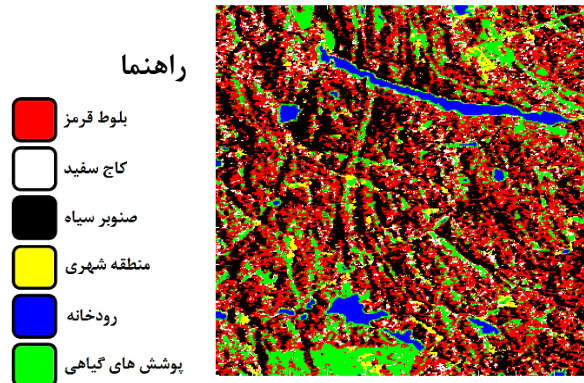 راهنما
بلوط قرمز
کاج سفید
صنوبر سیاه
منطقه شهری
رودخانه
پوشش های گیاهی